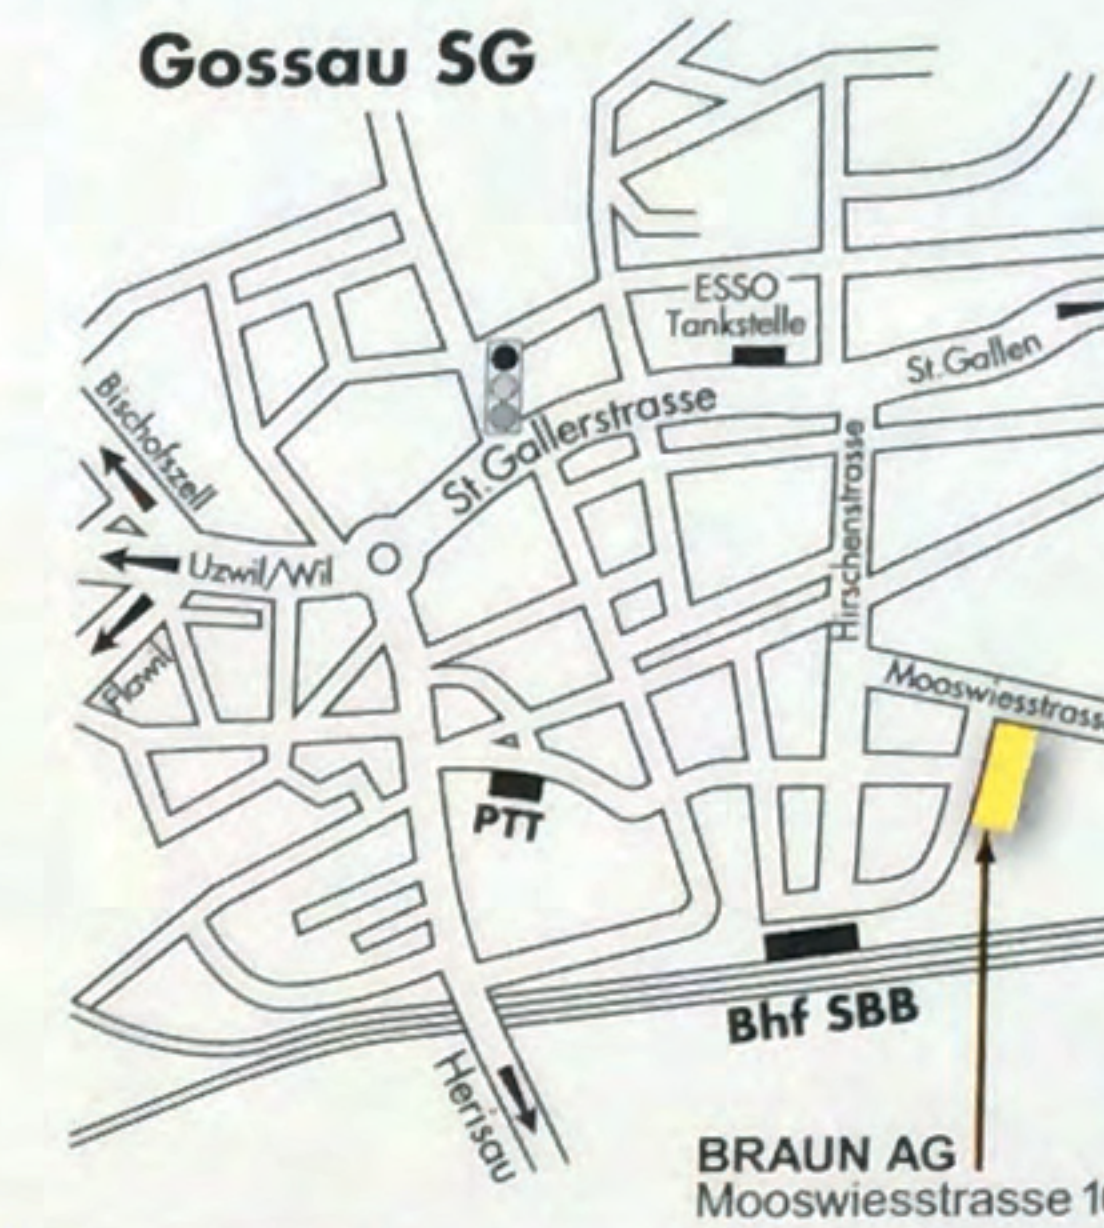 Gossau SG
ESSO
Tankstelle
St.Gallen
Bischofszell
St.Gallerstrasse
Hirschenstrasse
Uzwil/Wil
Flawil
Mooswiesstrass
PTT
Bhf SBB
Herisau
BRAUN AG
Mooswiesstrasse